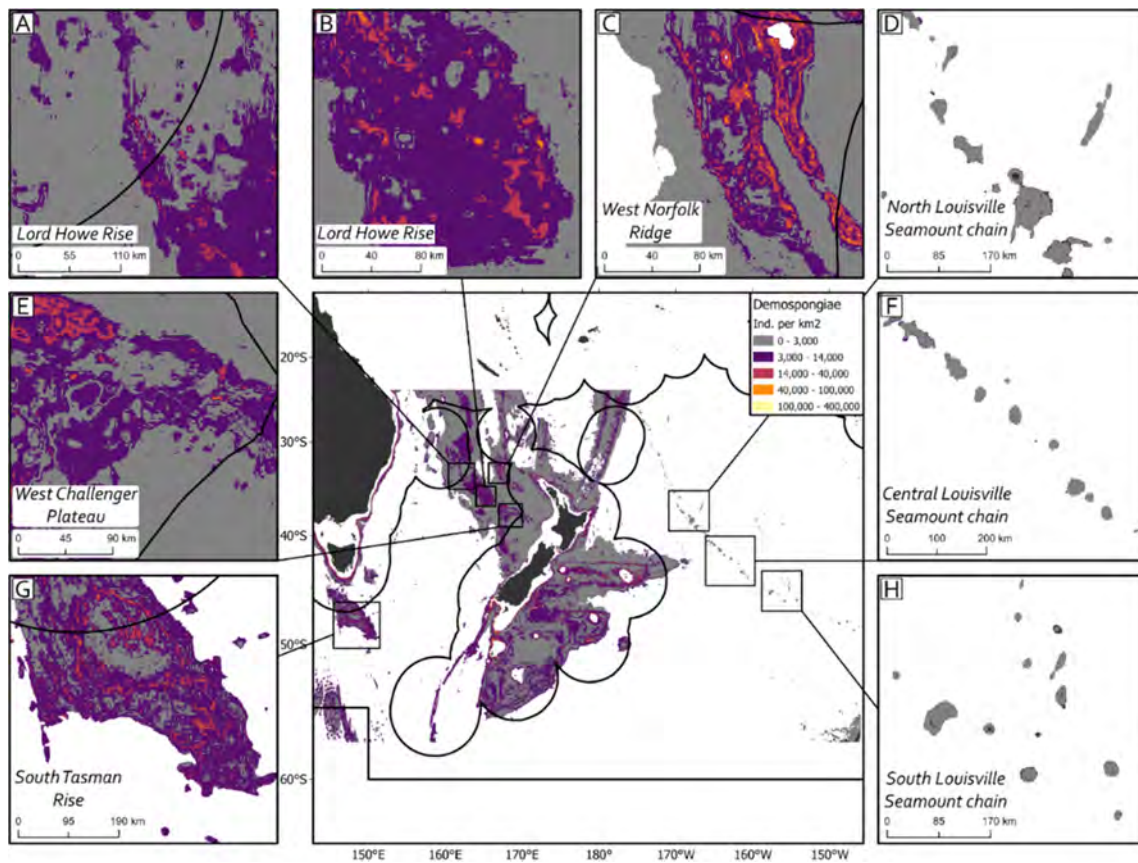 A
Lord Howe Rise
0 55 110 km
B
Lord Howe Rise
0 40 80 km
C
West Norfolk
Ridge
0 40 80 km
D
North Louisville
Seamount chain
0 85 170 km
E
West Challenger
Plateau
0 45 90 km
Demospongiae
Ind. per km2
0 - 3,000
3,000 - 14,000
14,000 - 40,000
40,000 - 100,000
100,000 - 400,000
20°S
30°S
40°S
50°S
60°S
150°E 160°E 170°E 180° 170°W 160°W 150°W
F
Central Louisville
Seamount chain
0 100 200 km
G
South Tasman
Rise
0 95 190 km
H
South Louisville
Seamount chain
0 85 170 km